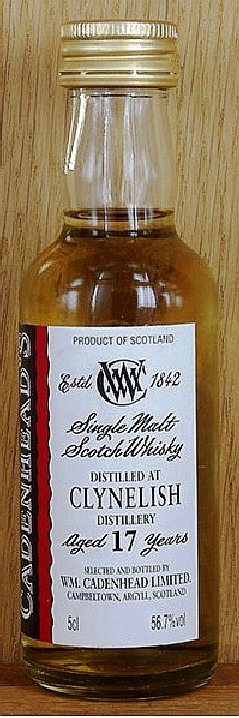 PRODUCT OF SCOTLAND
Estd. WC 1842
Single Malt
Scotch Whisky
DISTILLED AT
CLYNELISH
DISTILLERY
Aged 17 Years
SELECTED AND BOTTLED BY
WM. CADENHEAD LIMITED,
CAMPBELTOWN, ARGYLL, SCOTLAND
5cl 56.7%vol
CADENHEAD'S